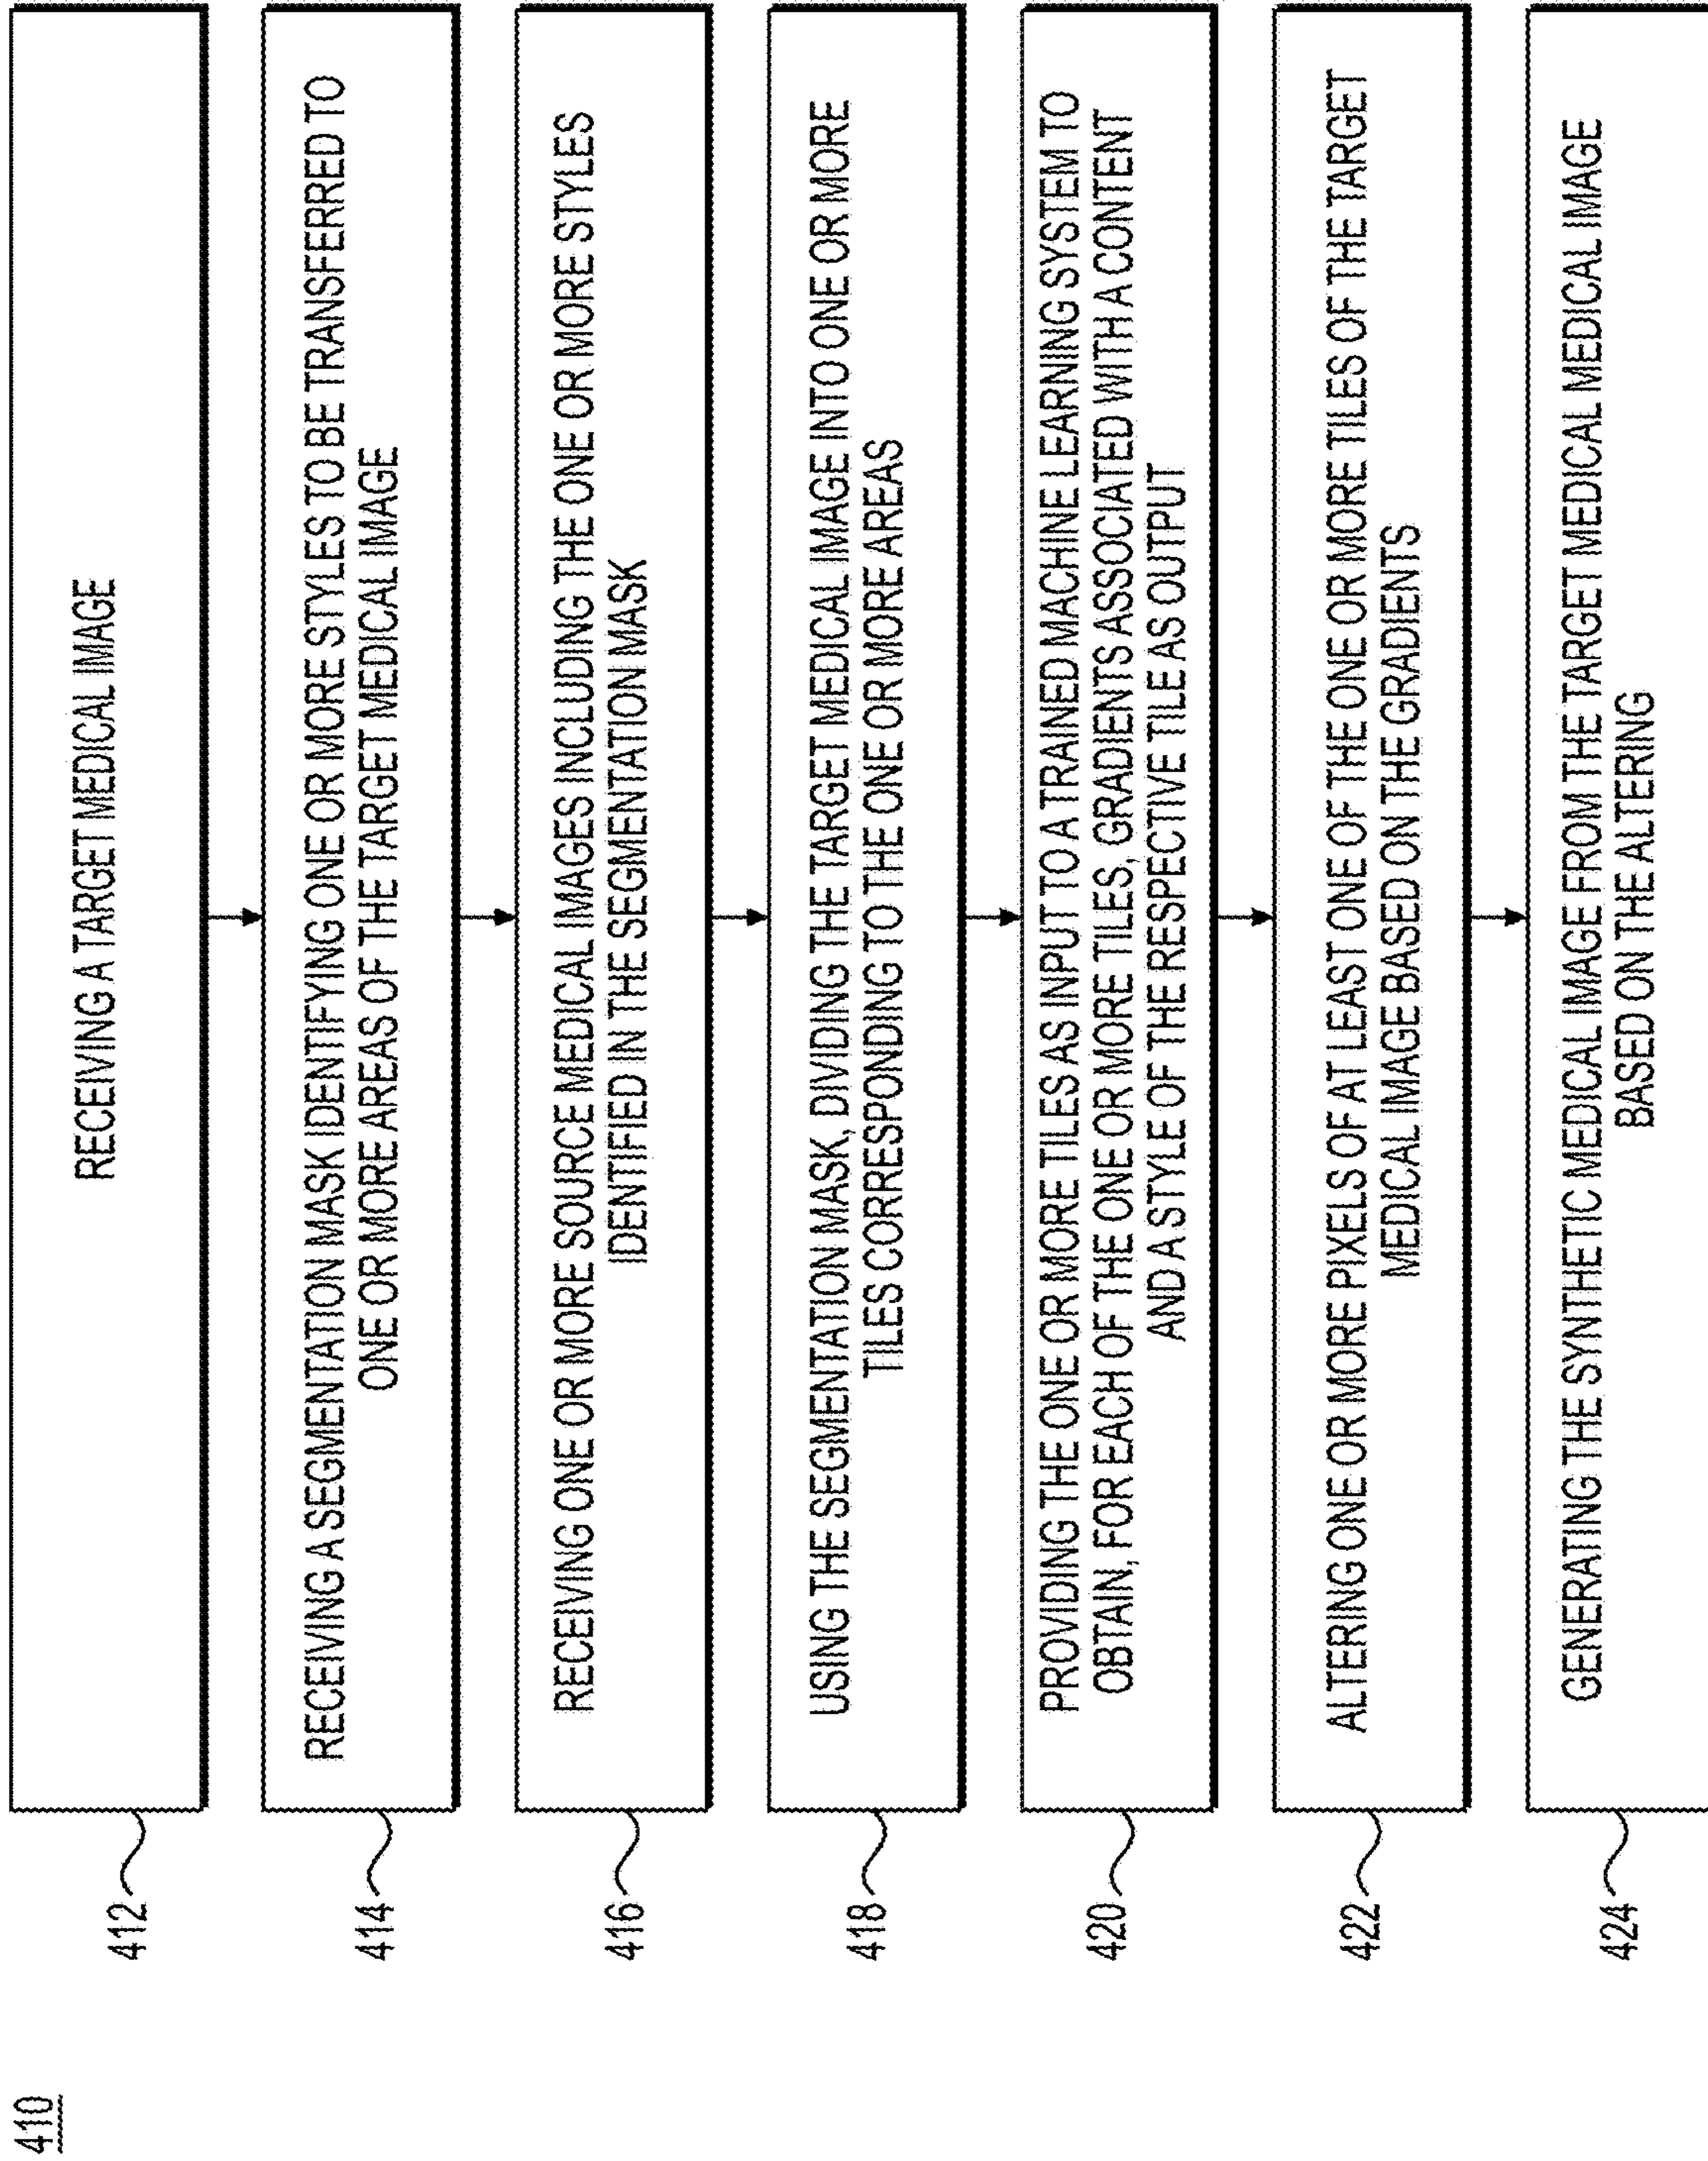 410
412
RECEIVING A TARGET MEDICAL IMAGE
414
RECEIVING A SEGMENTATION MASK IDENTIFYING ONE OR MORE STYLES TO BE TRANSFERRED TO
ONE OR MORE AREAS OF THE TARGET MEDICAL IMAGE
416
RECEIVING ONE OR MORE SOURCE MEDICAL IMAGES INCLUDING THE ONE OR MORE STYLES
IDENTIFIED IN THE SEGMENTATION MASK
418
USING THE SEGMENTATION MASK, DIVIDING THE TARGET MEDICAL IMAGE INTO ONE OR MORE
TILES CORRESPONDING TO THE ONE OR MORE AREAS
420
PROVIDING THE ONE OR MORE TILES AS INPUT TO A TRAINED MACHINE LEARNING SYSTEM TO
OBTAIN, FOR EACH OF THE ONE OR MORE TILES, GRADIENTS ASSOCIATED WITH A CONTENT
AND A STYLE OF THE RESPECTIVE TILE AS OUTPUT
422
ALTERING ONE OR MORE PIXELS OF AT LEAST ONE OF THE ONE OR MORE TILES OF THE TARGET
MEDICAL IMAGE BASED ON THE GRADIENTS
424
GENERATING THE SYNTHETIC MEDICAL IMAGE FROM THE TARGET MEDICAL MEDICAL IMAGE
BASED ON THE ALTERING